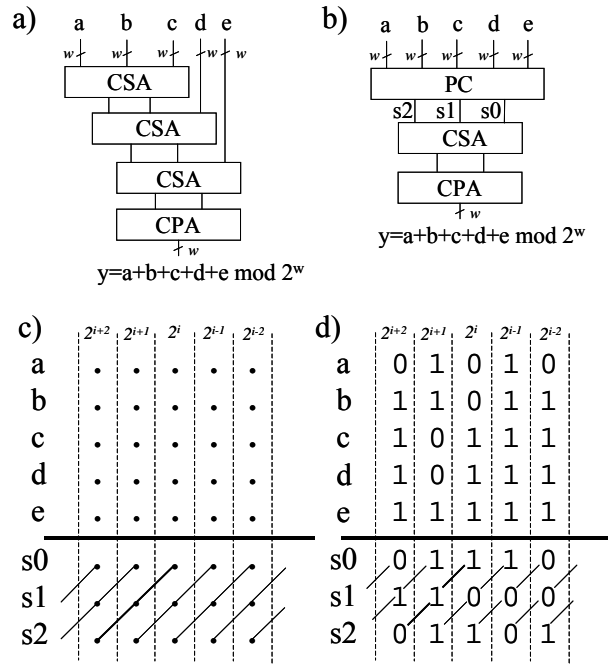 a)
a b c d e
w w w w w
CSA
CSA
CSA
CPA
w
y=a+b+c+d+e mod 2^w
b)
a b c d e
w w w w w
PC
s2 s1 s0
CSA
CPA
w
y=a+b+c+d+e mod 2^w
c)
2^i+2 2^i+1 2^i 2^i-1 2^i-2
a
b
c
d
e
s0
s1
s2
d)
2^i+2 2^i+1 2^i 2^i-1 2^i-2
a 0 1 0 1 0
b 1 1 0 1 1
c 1 0 1 1 1
d 1 0 1 1 1
e 1 1 1 1 1
s0 0 1 1 1 0
s1 1 1 0 0 0
s2 0 1 1 0 1